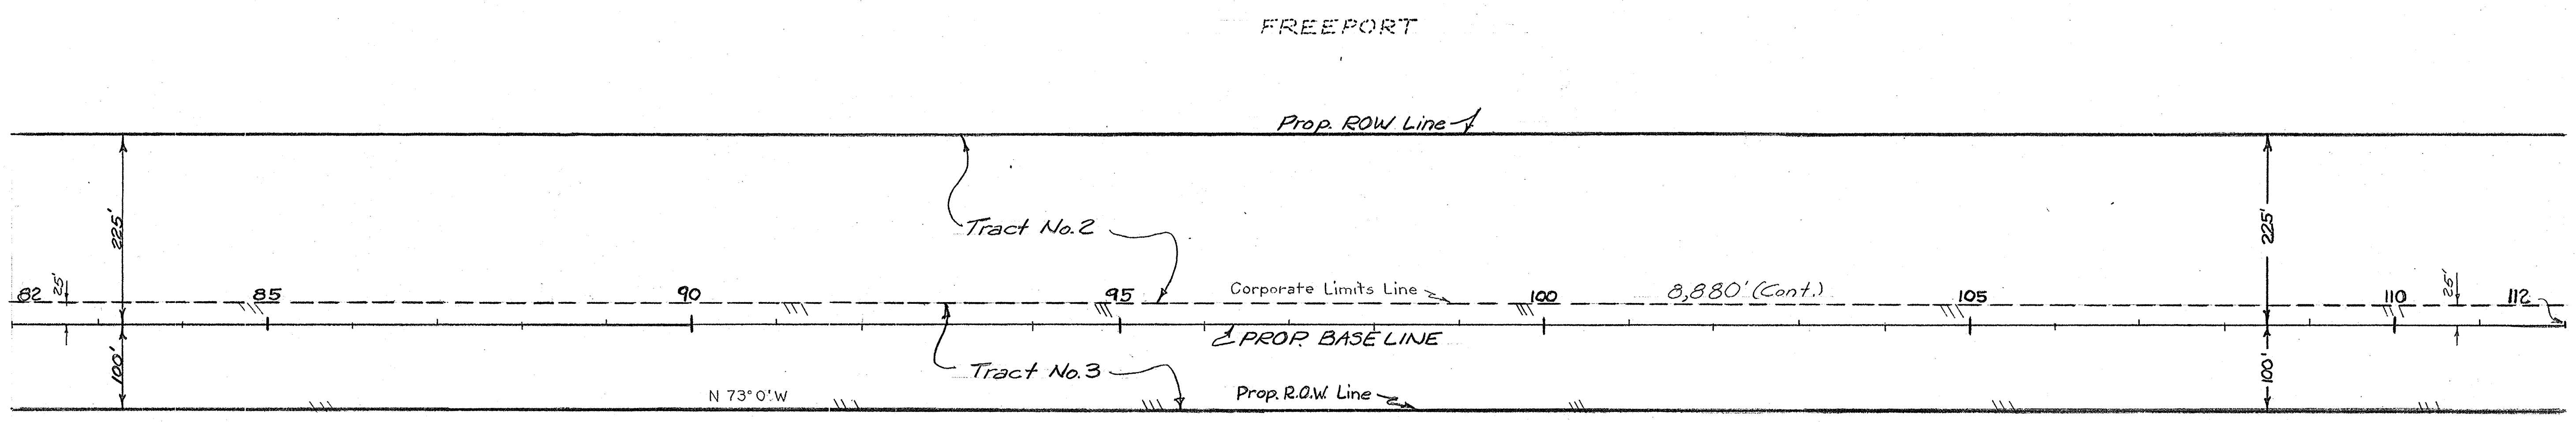 FREEPORT
Prop. ROW Line
225'
225'
Tract No. 2
82
25'
85
90
95
Corporate Limits Line
100
8,880' (Cont.)
105
110
25'
112
PROP. BASE LINE
100'
Tract No. 3
100'
N 73° 0' W
Prop. R.O.W. Line